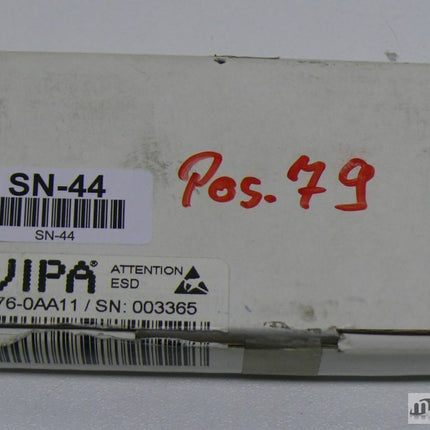 SN-44
Pos. 79
SN-44
VIPA® ATTENTION
ESD
76-0AA11 / SN: 003365